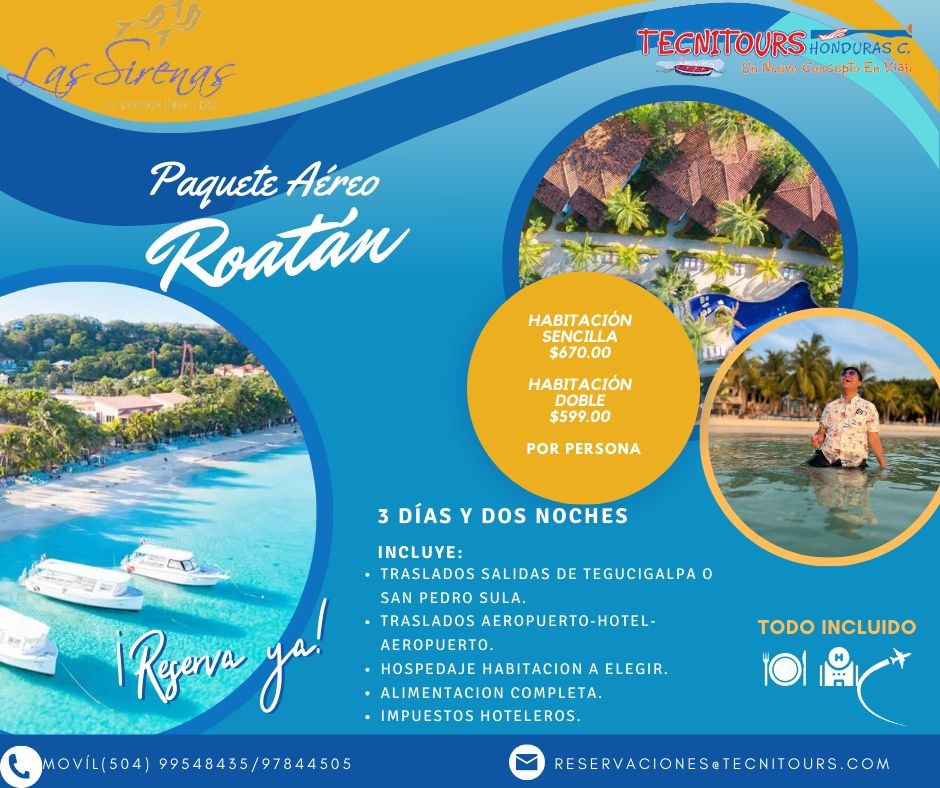 Las Sirenas
TECNITOURS HONDURAS C.
Un Nuevo Concepto En Viaje
Paquete Aéreo
Roatán
HABITACIÓN
SENCILLA
$670.00
HABITACIÓN
DOBLE
$599.00
POR PERSONA
3 DÍAS Y DOS NOCHES
INCLUYE:
• TRASLADOS SALIDAS DE TEGUCIGALPA O
SAN PEDRO SULA.
• TRASLADOS AEROPUERTO-HOTEL-
AEROPUERTO.
• HOSPEDAJE HABITACION A ELEGIR.
• ALIMENTACION COMPLETA.
• IMPUESTOS HOTELEROS.
TODO INCLUIDO
H
¡Reserva ya!
MOVÍL(504) 99548435/97844505
RESERVACIONES@TECNITOURS.COM